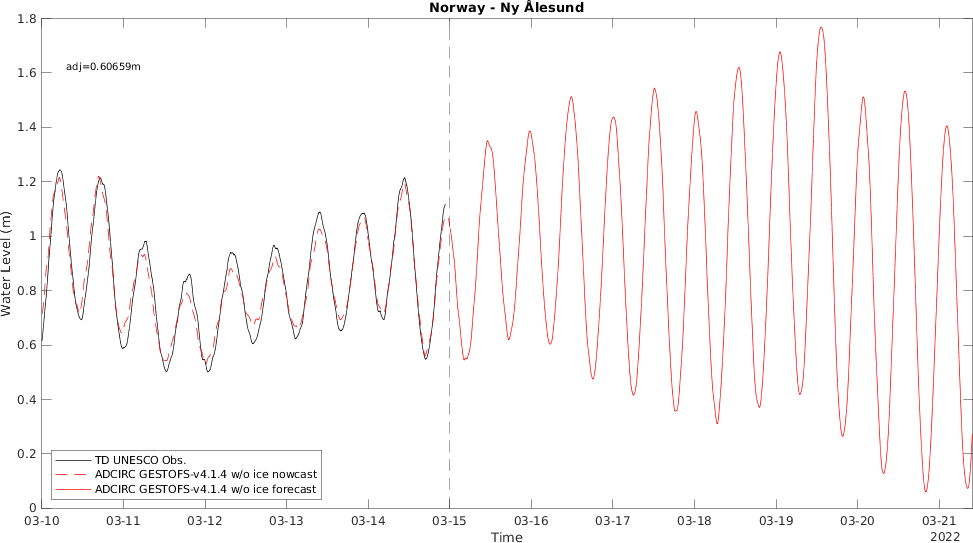 Norway - Ny Ålesund
adj=0.60659m
Water Level (m)
1.8
1.6
1.4
1.2
1
0.8
0.6
0.4
0.2
0
TD UNESCO Obs.
ADCIRC GESTOFS-v4.1.4 w/o ice nowcast
ADCIRC GESTOFS-v4.1.4 w/o ice forecast
03-10 03-11 03-12 03-13 03-14 03-15 03-16 03-17 03-18 03-19 03-20 03-21
Time
2022